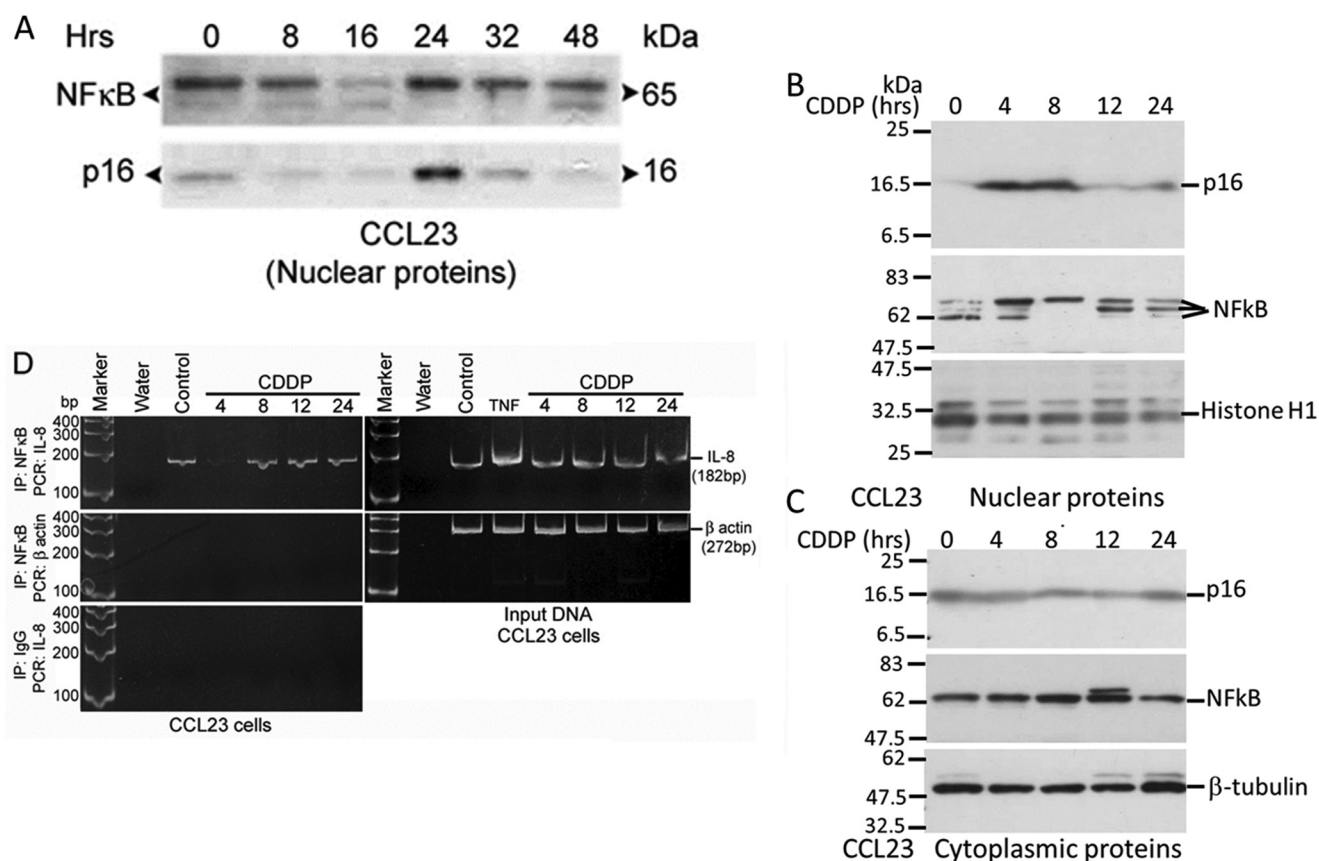 A
Hrs 0 8 16 24 32 48 kDa
NFκB 65
p16 16
CCL23
(Nuclear proteins)
B
kDa
CDDP (hrs) 0 4 8 12 24
25
16.5 p16
6.5
83
62 NFkB
47.5
47.5
32.5 Histone H1
25
CCL23 Nuclear proteins
C
CDDP (hrs) 0 4 8 12 24
25
16.5 p16
6.5
83
62 NFkB
47.5
62
47.5 β-tubulin
32.5
CCL23 Cytoplasmic proteins
D
bp Marker Water Control CDDP 4 8 12 24
IP: NFκB
PCR: IL-8
400
300
200
100
IP: NFκB
PCR: β actin
400
300
200
100
IP: IgG
PCR: IL-8
400
300
200
100
CCL23 cells
Marker Water Control TNF CDDP 4 8 12 24
IL-8
(182bp)
β actin
(272bp)
Input DNA
CCL23 cells